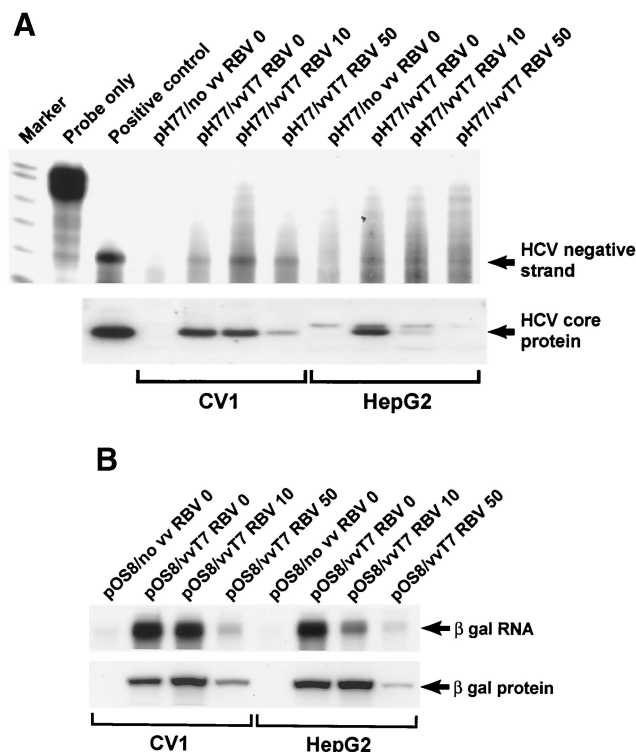 A
Marker
Probe only
Positive control
pH77/no vv RBV 0
pH77/vvT7 RBV 0
pH77/vvT7 RBV 10
pH77/vvT7 RBV 50
pH77/no vv RBV 0
pH77/vvT7 RBV 0
pH77/vvT7 RBV 10
pH77/vvT7 RBV 50
HCV negative
strand
HCV core
protein
CV1
HepG2
B
pOS8/no vv RBV 0
pOS8/vvT7 RBV 0
pOS8/vvT7 RBV 10
pOS8/vvT7 RBV 50
pOS8/no vv RBV 0
pOS8/vvT7 RBV 0
pOS8/vvT7 RBV 10
pOS8/vvT7 RBV 50
β gal RNA
β gal protein
CV1
HepG2